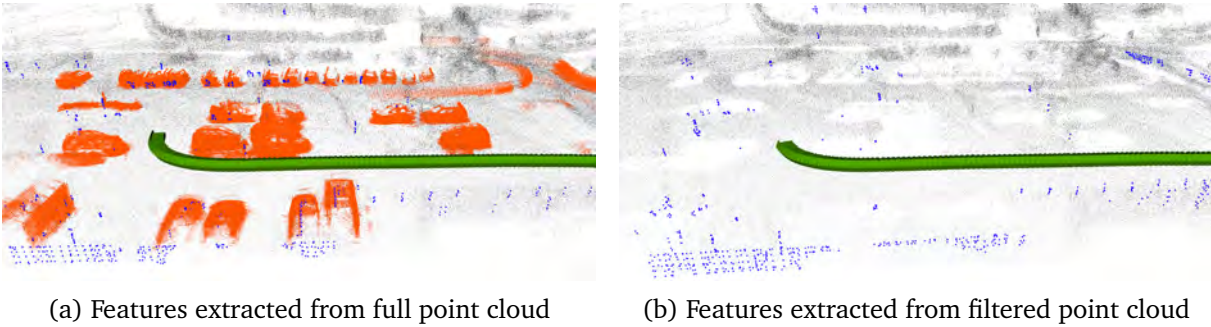 (a) Features extracted from full point cloud
(b) Features extracted from filtered point cloud